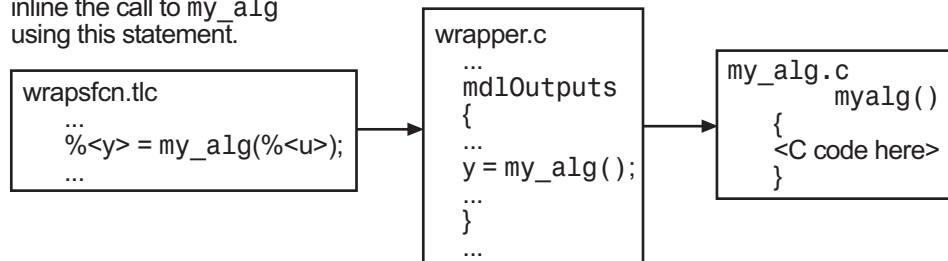 inline the call to my_alg
using this statement.
wrapsfcn.tlc
...
%<y> = my_alg(%<u>);
...
wrapper.c
...
mdlOutputs
{
...
y = my_alg();
...
}
...
my_alg.c
myalg()
{
<C code here>
}